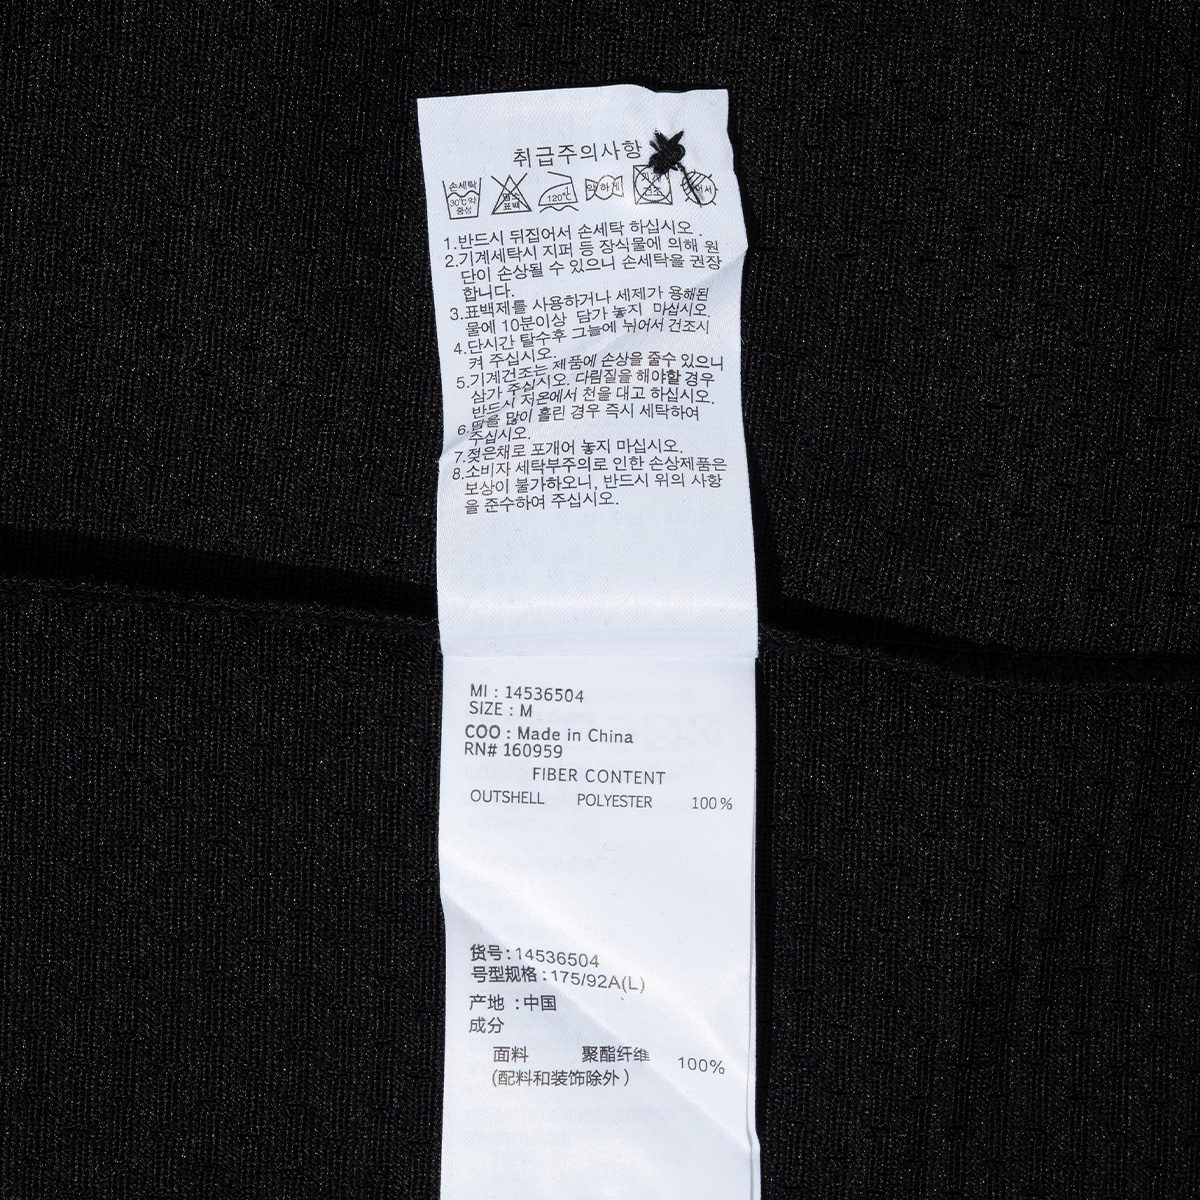 취급주의사항
손세탁 30℃약 중성
염소 표백
120℃
약하게
기계 건조
1.반드시 뒤집어서 손세탁 하십시오 .
2.기계세탁시 지퍼 등 장식물에 의해 원
단이 손상될 수 있으니 손세탁을 권장
합니다.
3.표백제를 사용하거나 세제가 용해된
물에 10분이상 담가 놓지 마십시오.
4.단시간 탈수후 그늘에 뉘어서 건조시
켜 주십시오.
5.기계건조는 제품에 손상을 줄수 있으니
삼가 주십시오. 다림질을 해야할 경우
반드시 저온에서 천을 대고 하십시오.
6.땀을 많이 흘린 경우 즉시 세탁하여
주십시오.
7.젖은채로 포개어 놓지 마십시오.
8.소비자 세탁부주의로 인한 손상제품은
보상이 불가하오니, 반드시 위의 사항
을 준수하여 주십시오.
MI : 14536504
SIZE : M
COO : Made in China
RN# 160959
FIBER CONTENT
OUTSHELL POLYESTER 100%
货号:14536504
号型规格:175/92A(L)
产地 :中国
成分
面料 聚酯纤维 100%
(配料和装饰除外)